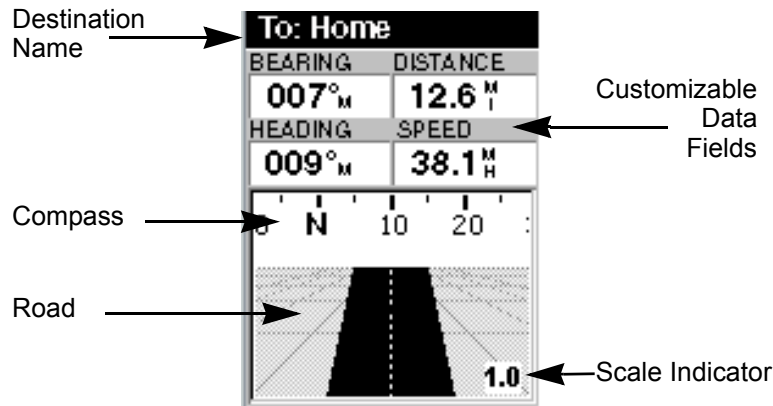 Destination
Name
To: Home
BEARING DISTANCE
007°M 12.6 MI
HEADING SPEED
009°M 38.1 MH
Customizable
Data
Fields
Compass
N 10 20
Road
1.0
Scale Indicator